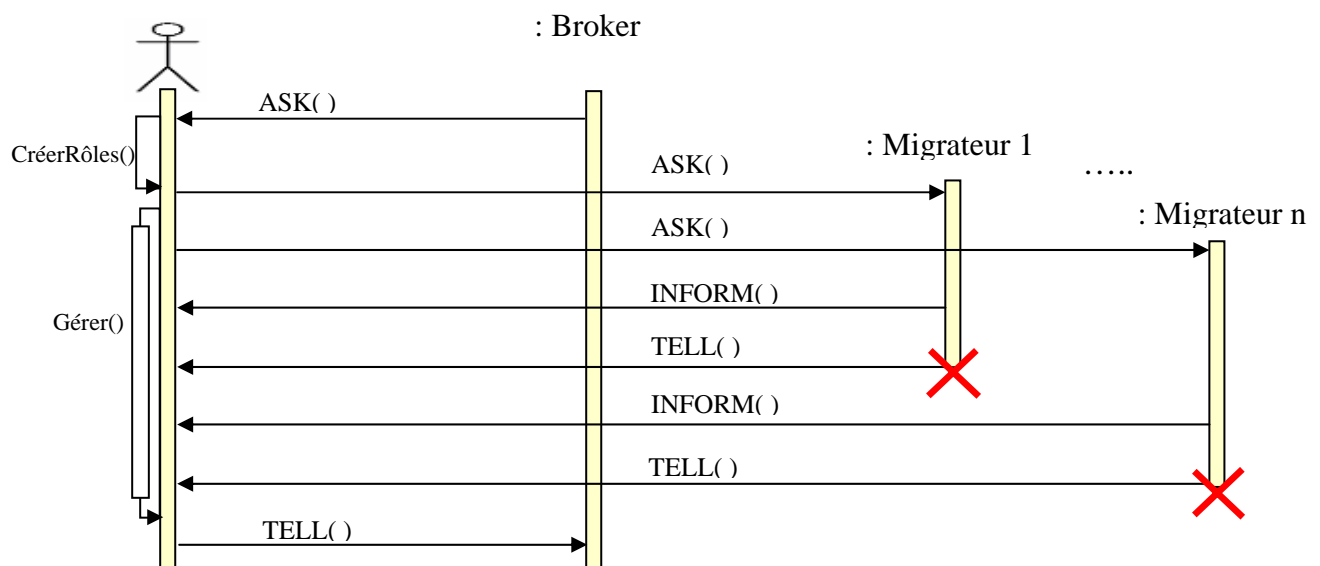 : Broker
ASK( )
CréerRôles()
: Migrateur 1
…..
ASK( )
: Migrateur n
ASK( )
INFORM( )
Gérer()
TELL( )
INFORM( )
TELL( )
TELL( )